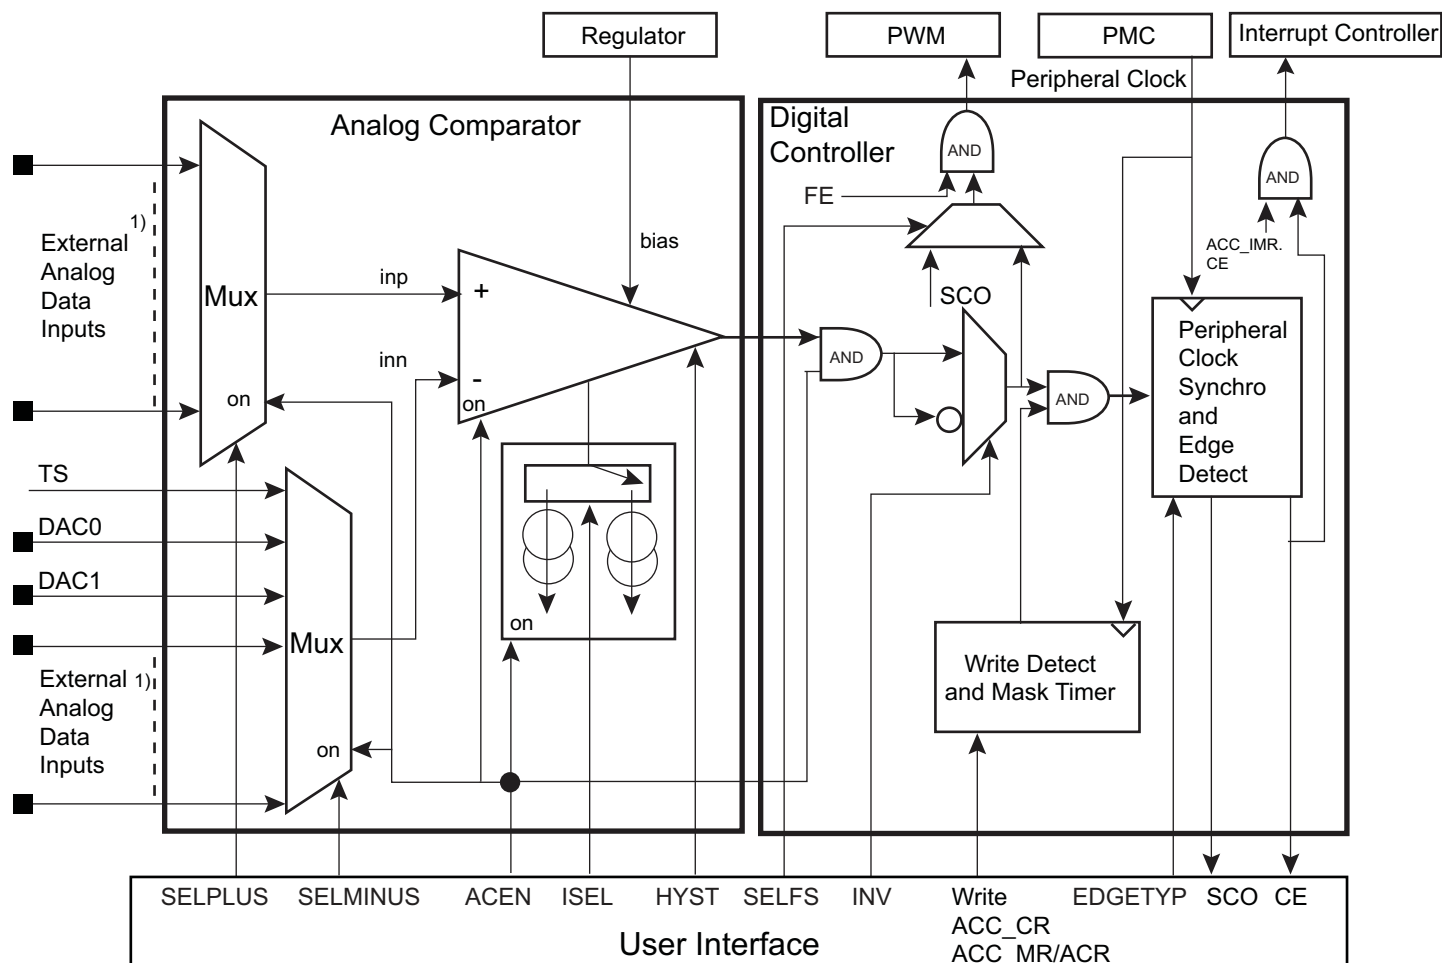 Regulator
PWM
PMC
Interrupt Controller
Peripheral Clock
Analog Comparator
Digital
Controller
AND
AND
FE
1)
External
Analog
Data
Inputs
Mux
on
inp
inn
+
-
on
bias
ACC_IMR.
CE
SCO
AND
AND
Peripheral
Clock
Synchro
and
Edge
Detect
TS
DAC0
DAC1
Mux
on
on
External 1)
Analog
Data
Inputs
Write Detect
and Mask Timer
SELPLUS
SELMINUS
ACEN
ISEL
HYST
SELFS
INV
Write
ACC_CR
ACC_MR/ACR
EDGETYP
SCO
CE
User Interface